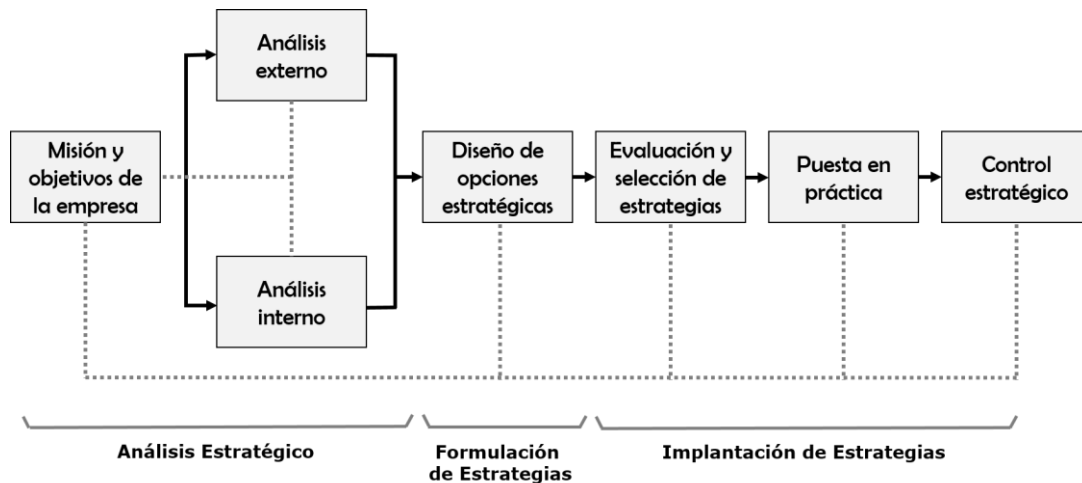 Análisis
externo
Misión y
objetivos de
la empresa
Diseño de
opciones
estratégicas
Evaluación y
selección de
estrategias
Puesta en
práctica
Control
estratégico
Análisis
interno
Análisis Estratégico
Formulación
de Estrategias
Implantación de Estrategias